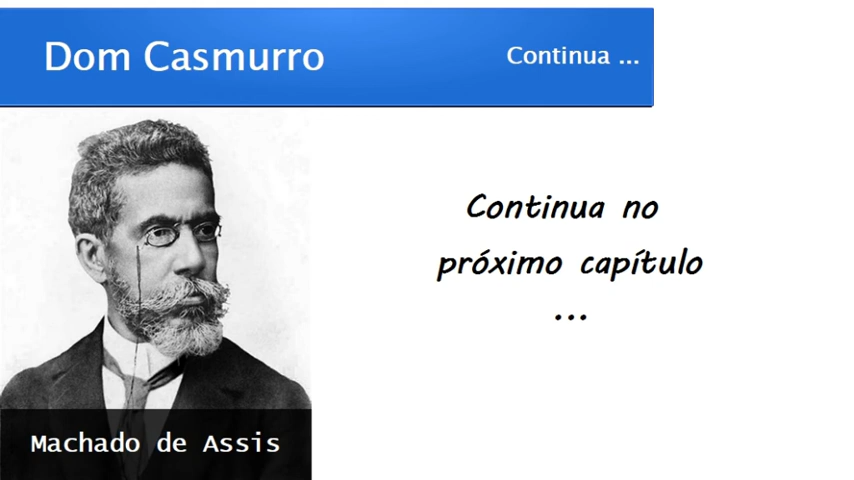 Dom Casmurro
Continua ...
Continua no
próximo capítulo
...
Machado de Assis